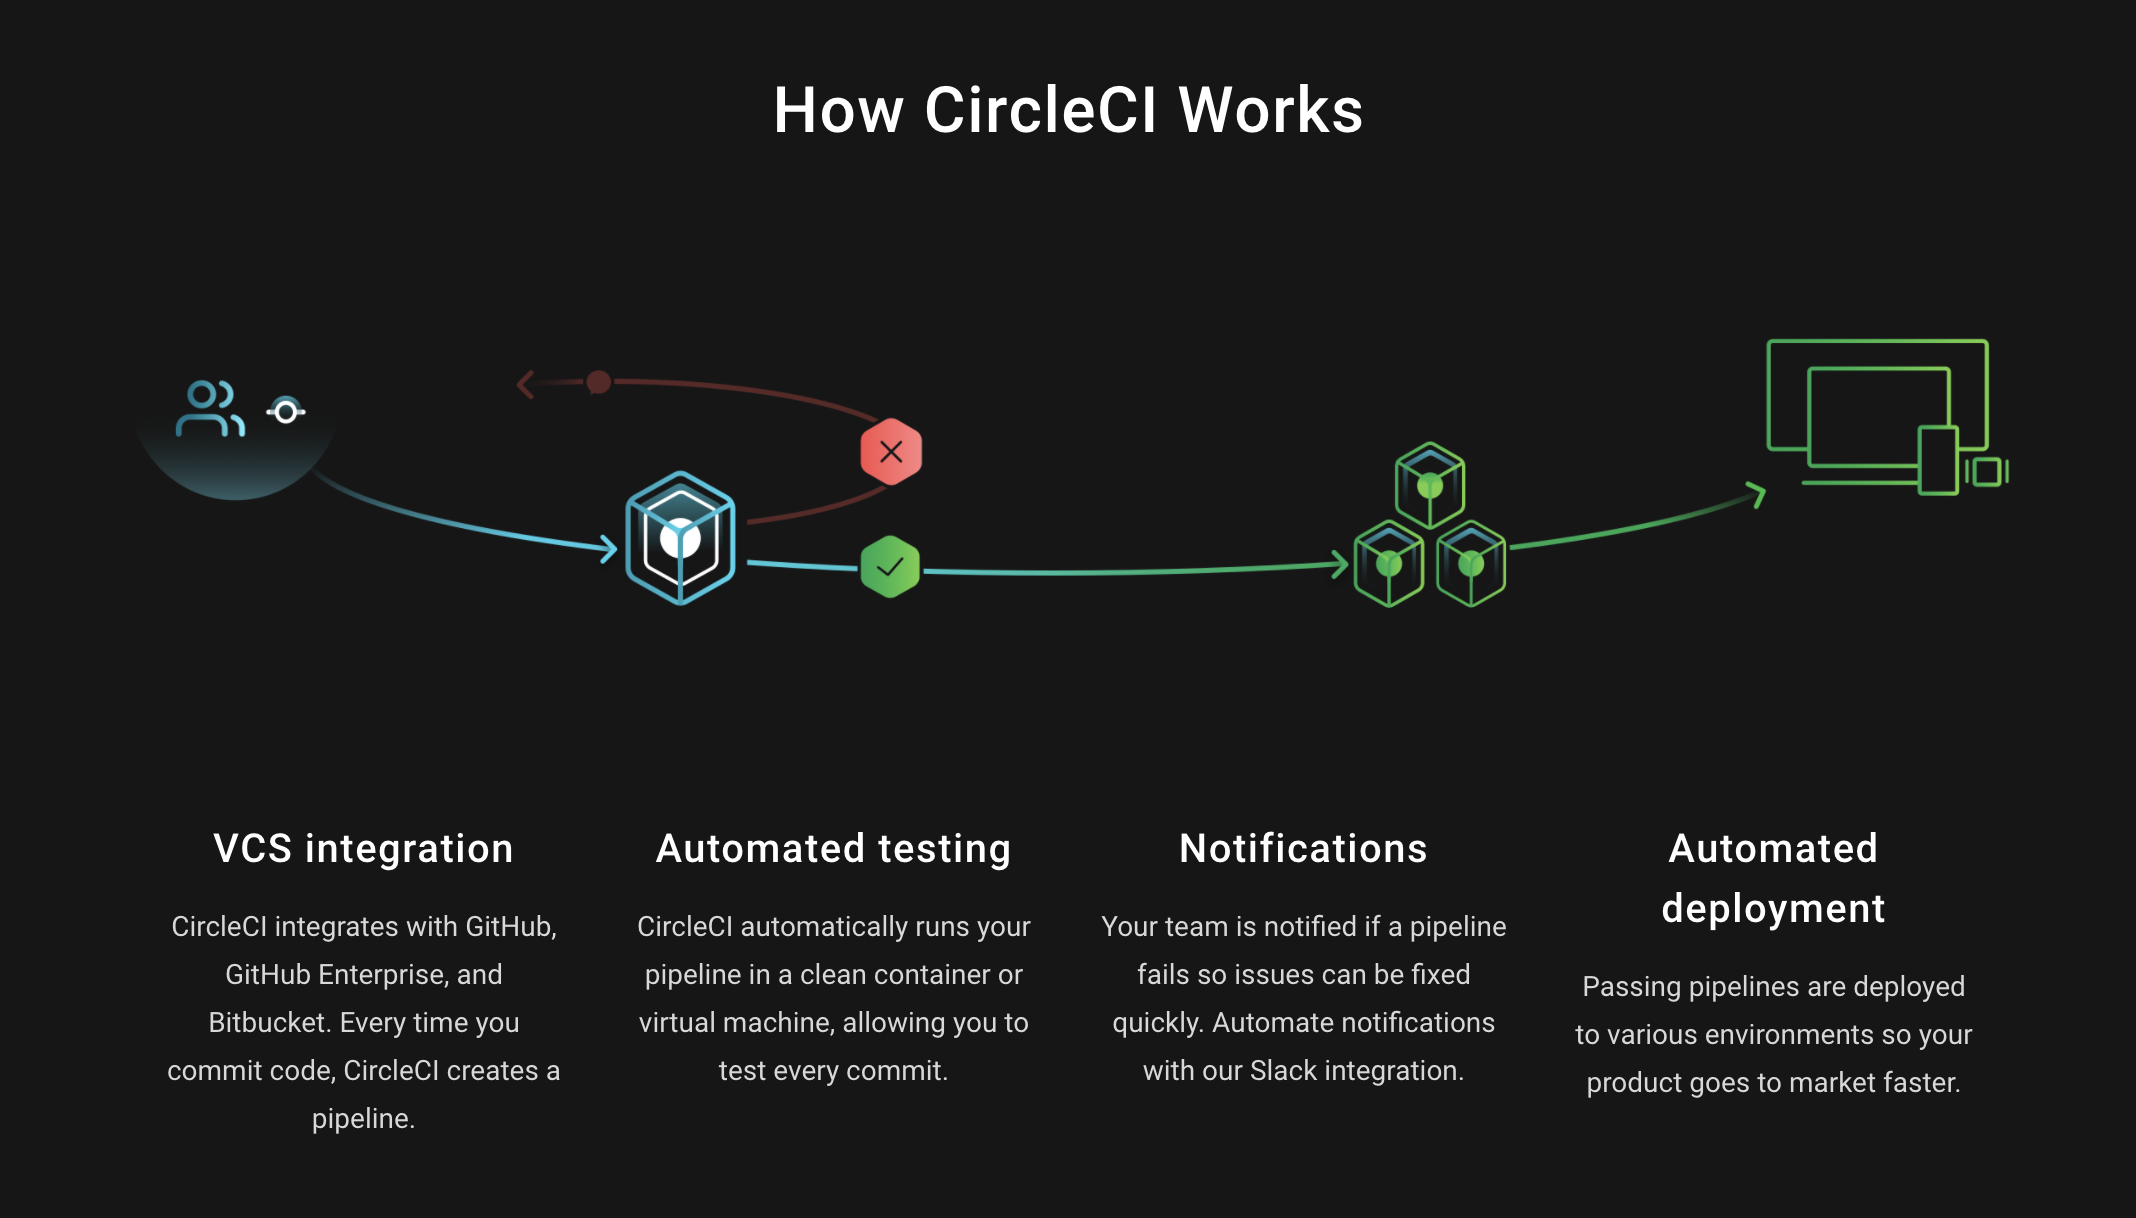 How CircleCI Works
VCS integration
CircleCI integrates with GitHub,
GitHub Enterprise, and
Bitbucket. Every time you
commit code, CircleCI creates a
pipeline.
Automated testing
CircleCI automatically runs your
pipeline in a clean container or
virtual machine, allowing you to
test every commit.
Notifications
Your team is notified if a pipeline
fails so issues can be fixed
quickly. Automate notifications
with our Slack integration.
Automated
deployment
Passing pipelines are deployed
to various environments so your
product goes to market faster.